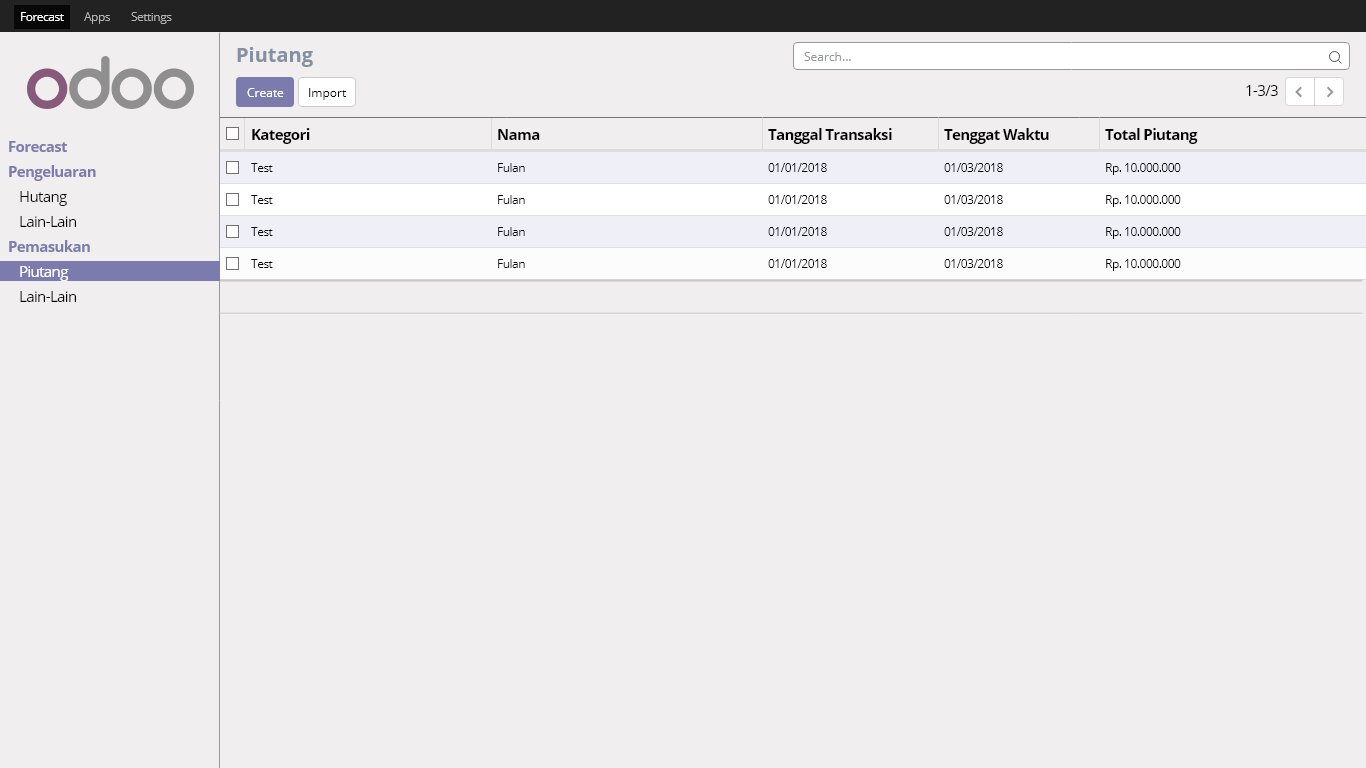 Forecast Apps Settings
odoo
Forecast
Pengeluaran
Hutang
Lain-Lain
Pemasukan
Piutang
Lain-Lain
Piutang
Search...
Create Import
1-3/3
Kategori Nama Tanggal Transaksi Tenggat Waktu Total Piutang
Test Fulan 01/01/2018 01/03/2018 Rp. 10.000.000
Test Fulan 01/01/2018 01/03/2018 Rp. 10.000.000
Test Fulan 01/01/2018 01/03/2018 Rp. 10.000.000
Test Fulan 01/01/2018 01/03/2018 Rp. 10.000.000